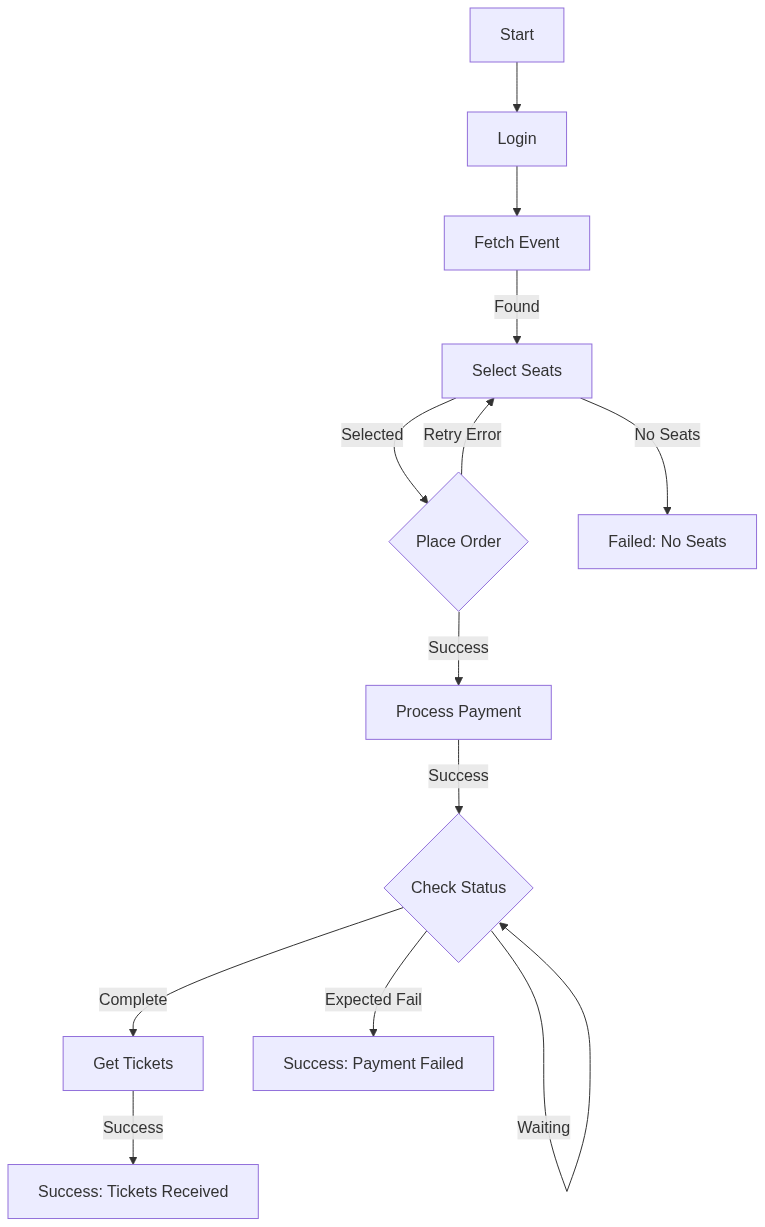 Start
Login
Fetch Event
Found
Select Seats
Selected
Retry Error
No Seats
Place Order
Failed: No Seats
Success
Process Payment
Success
Check Status
Complete
Expected Fail
Get Tickets
Success: Payment Failed
Success
Waiting
Success: Tickets Received